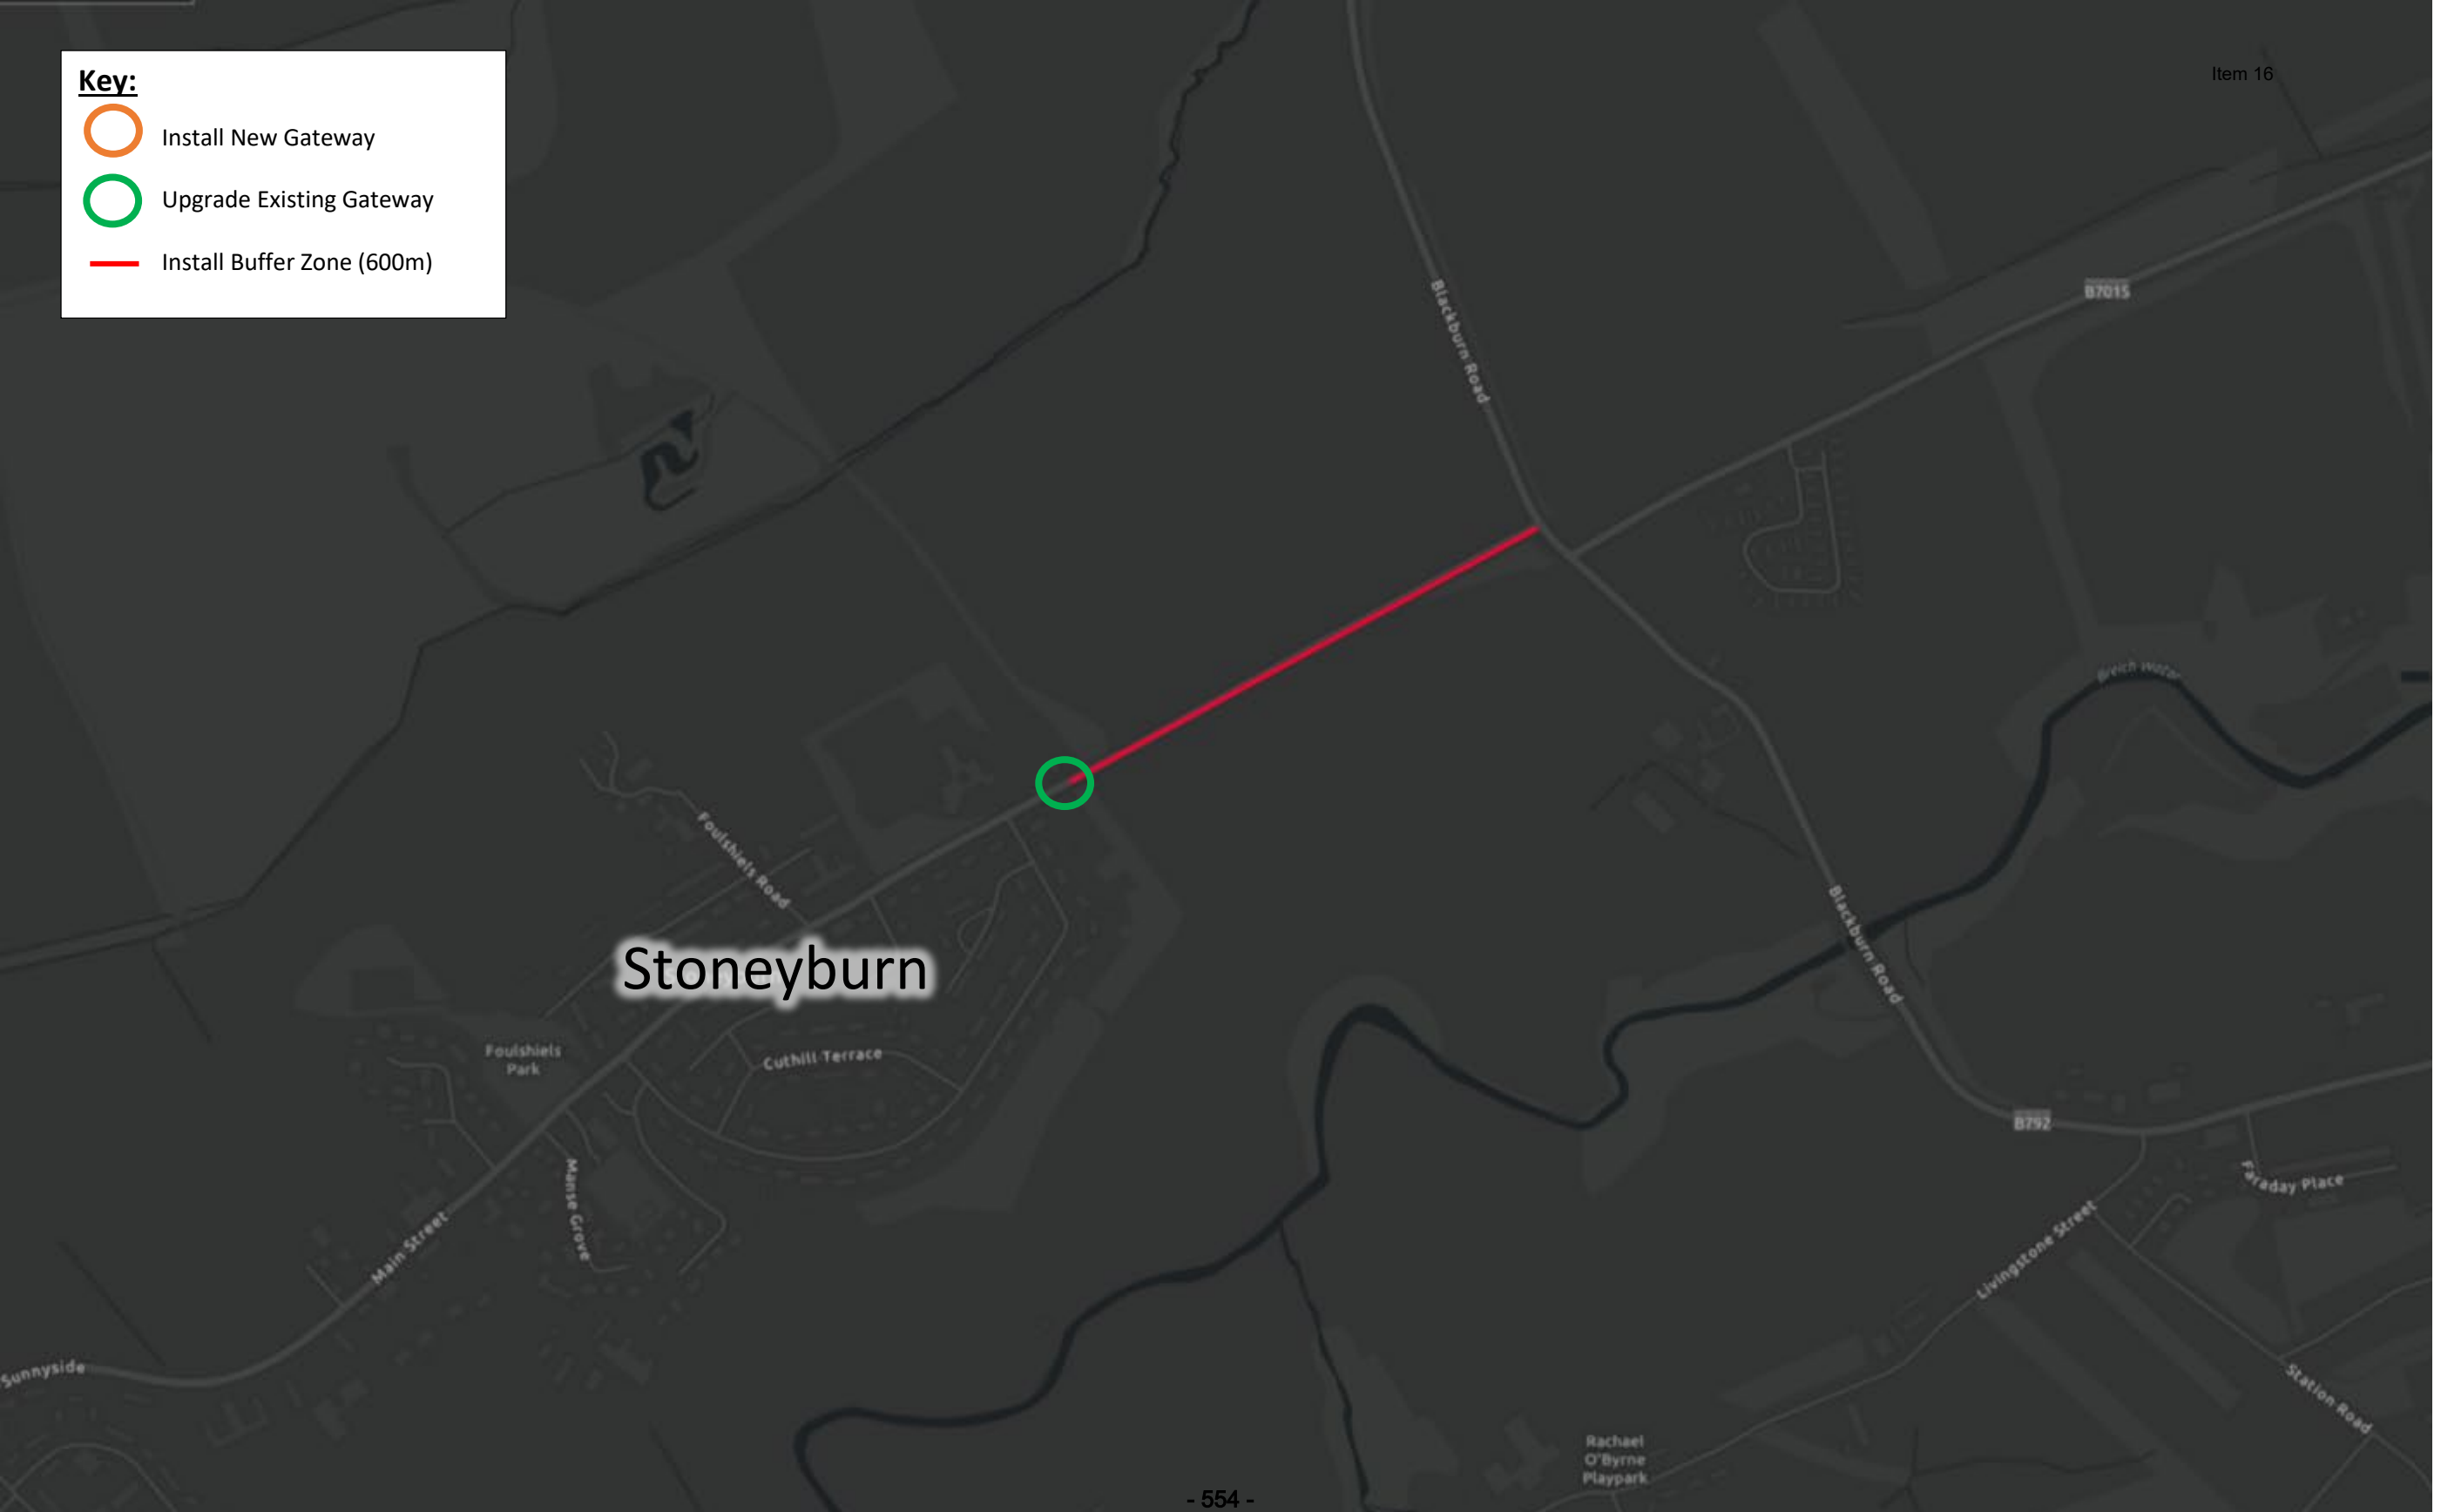 Item 16
Key:
Install New Gateway
Upgrade Existing Gateway
Install Buffer Zone (600m)
B7015
Blackburn Road
Breich Water
Foulshiels Road
Blackburn Road
Stoneyburn
Foulshiels
Park
Cuthill Terrace
B792
Manse Grove
Faraday Place
Main Street
Livingstone Street
Sunnyside
Station Road
Rachael
O'Byrne
Playpark
- 554 -